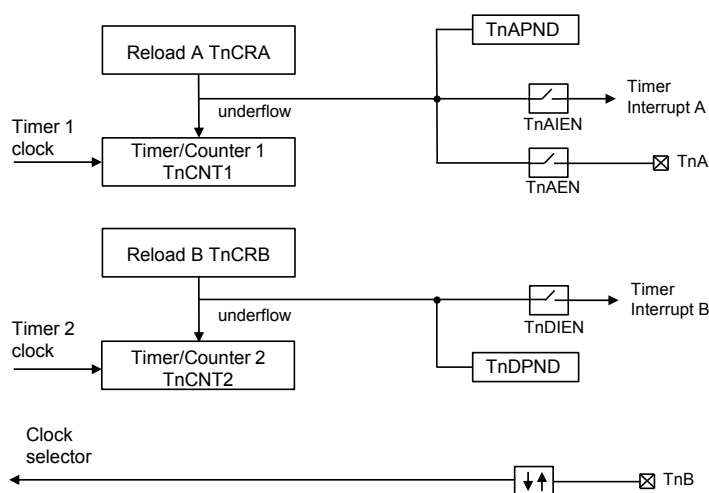 Reload A TnCRA
TnAPND
underflow
Timer
Interrupt A
TnAIEN
Timer 1
clock
Timer/Counter 1
TnCNT1
TnA
TnAEN
Reload B TnCRB
underflow
Timer
Interrupt B
TnDIEN
Timer 2
clock
Timer/Counter 2
TnCNT2
TnDPND
Clock
selector
TnB